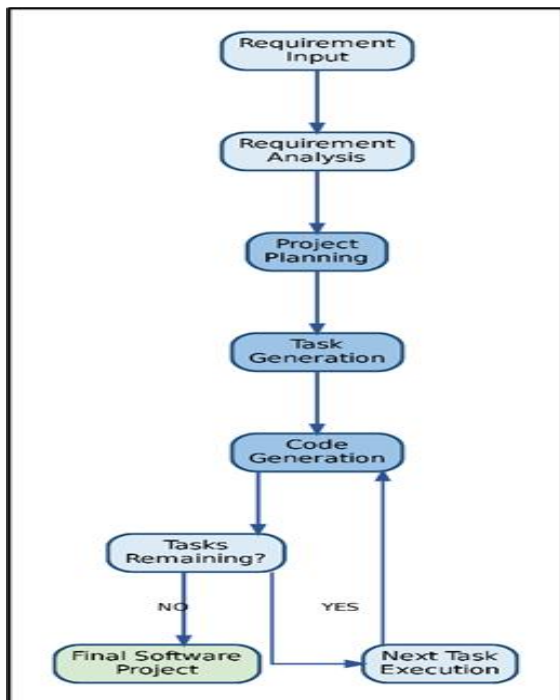 Requirement
Input
Requirement
Analysis
Project
Planning
Task
Generation
Code
Generation
Tasks
Remaining?
NO
YES
Final Software
Project
Next Task
Execution